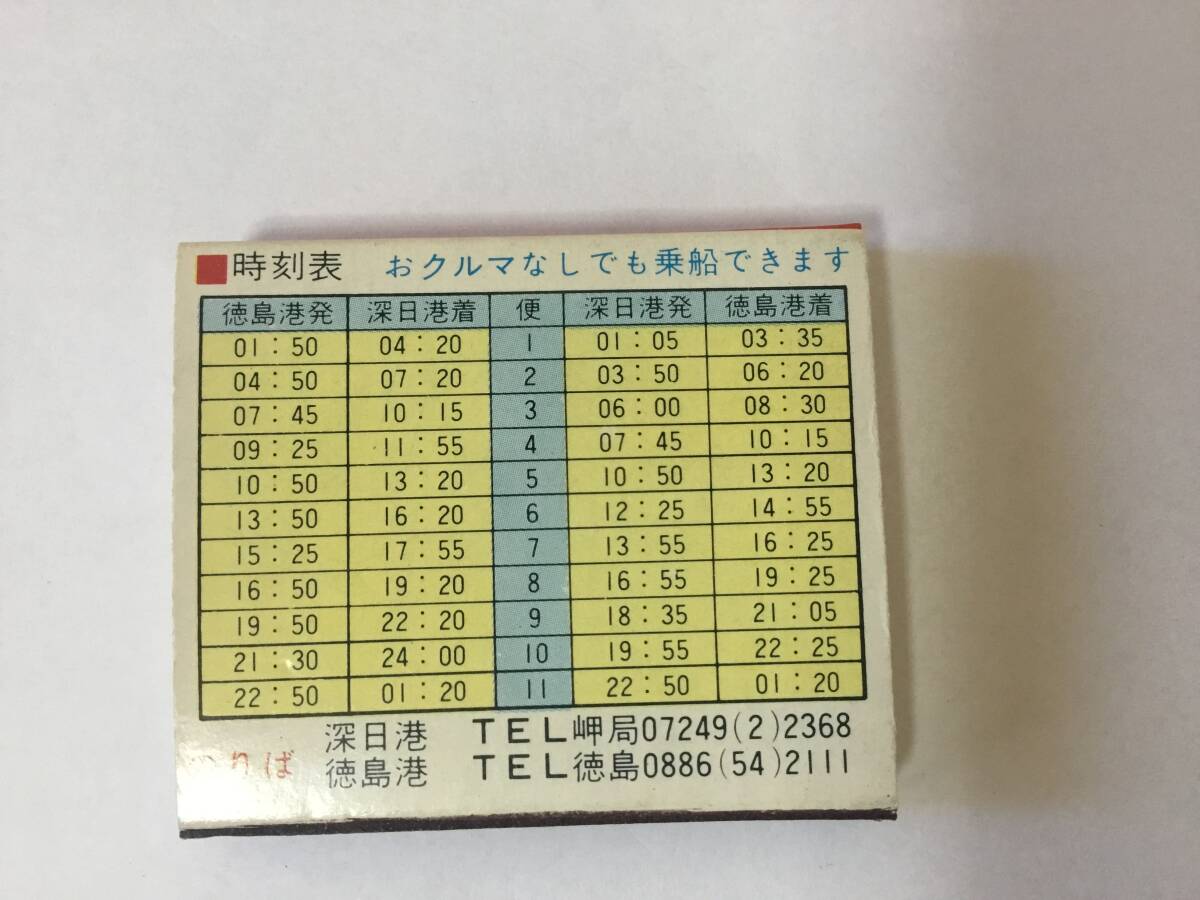 ■時刻表 おクルマなしでも乗船できます
徳島港発 深日港着 便 深日港発 徳島港着
01:50 04:20 1 01:05 03:35
04:50 07:20 2 03:50 06:20
07:45 10:15 3 06:00 08:30
09:25 11:55 4 07:45 10:15
10:50 13:20 5 10:50 13:20
13:50 16:20 6 12:25 14:55
15:25 17:55 7 13:55 16:25
16:50 19:20 8 16:55 19:25
19:50 22:20 9 18:35 21:05
21:30 24:00 10 19:55 22:25
22:50 01:20 11 22:50 01:20
りば
深日港 TEL岬局07249(2)2368
徳島港 TEL徳島0886(54)2111